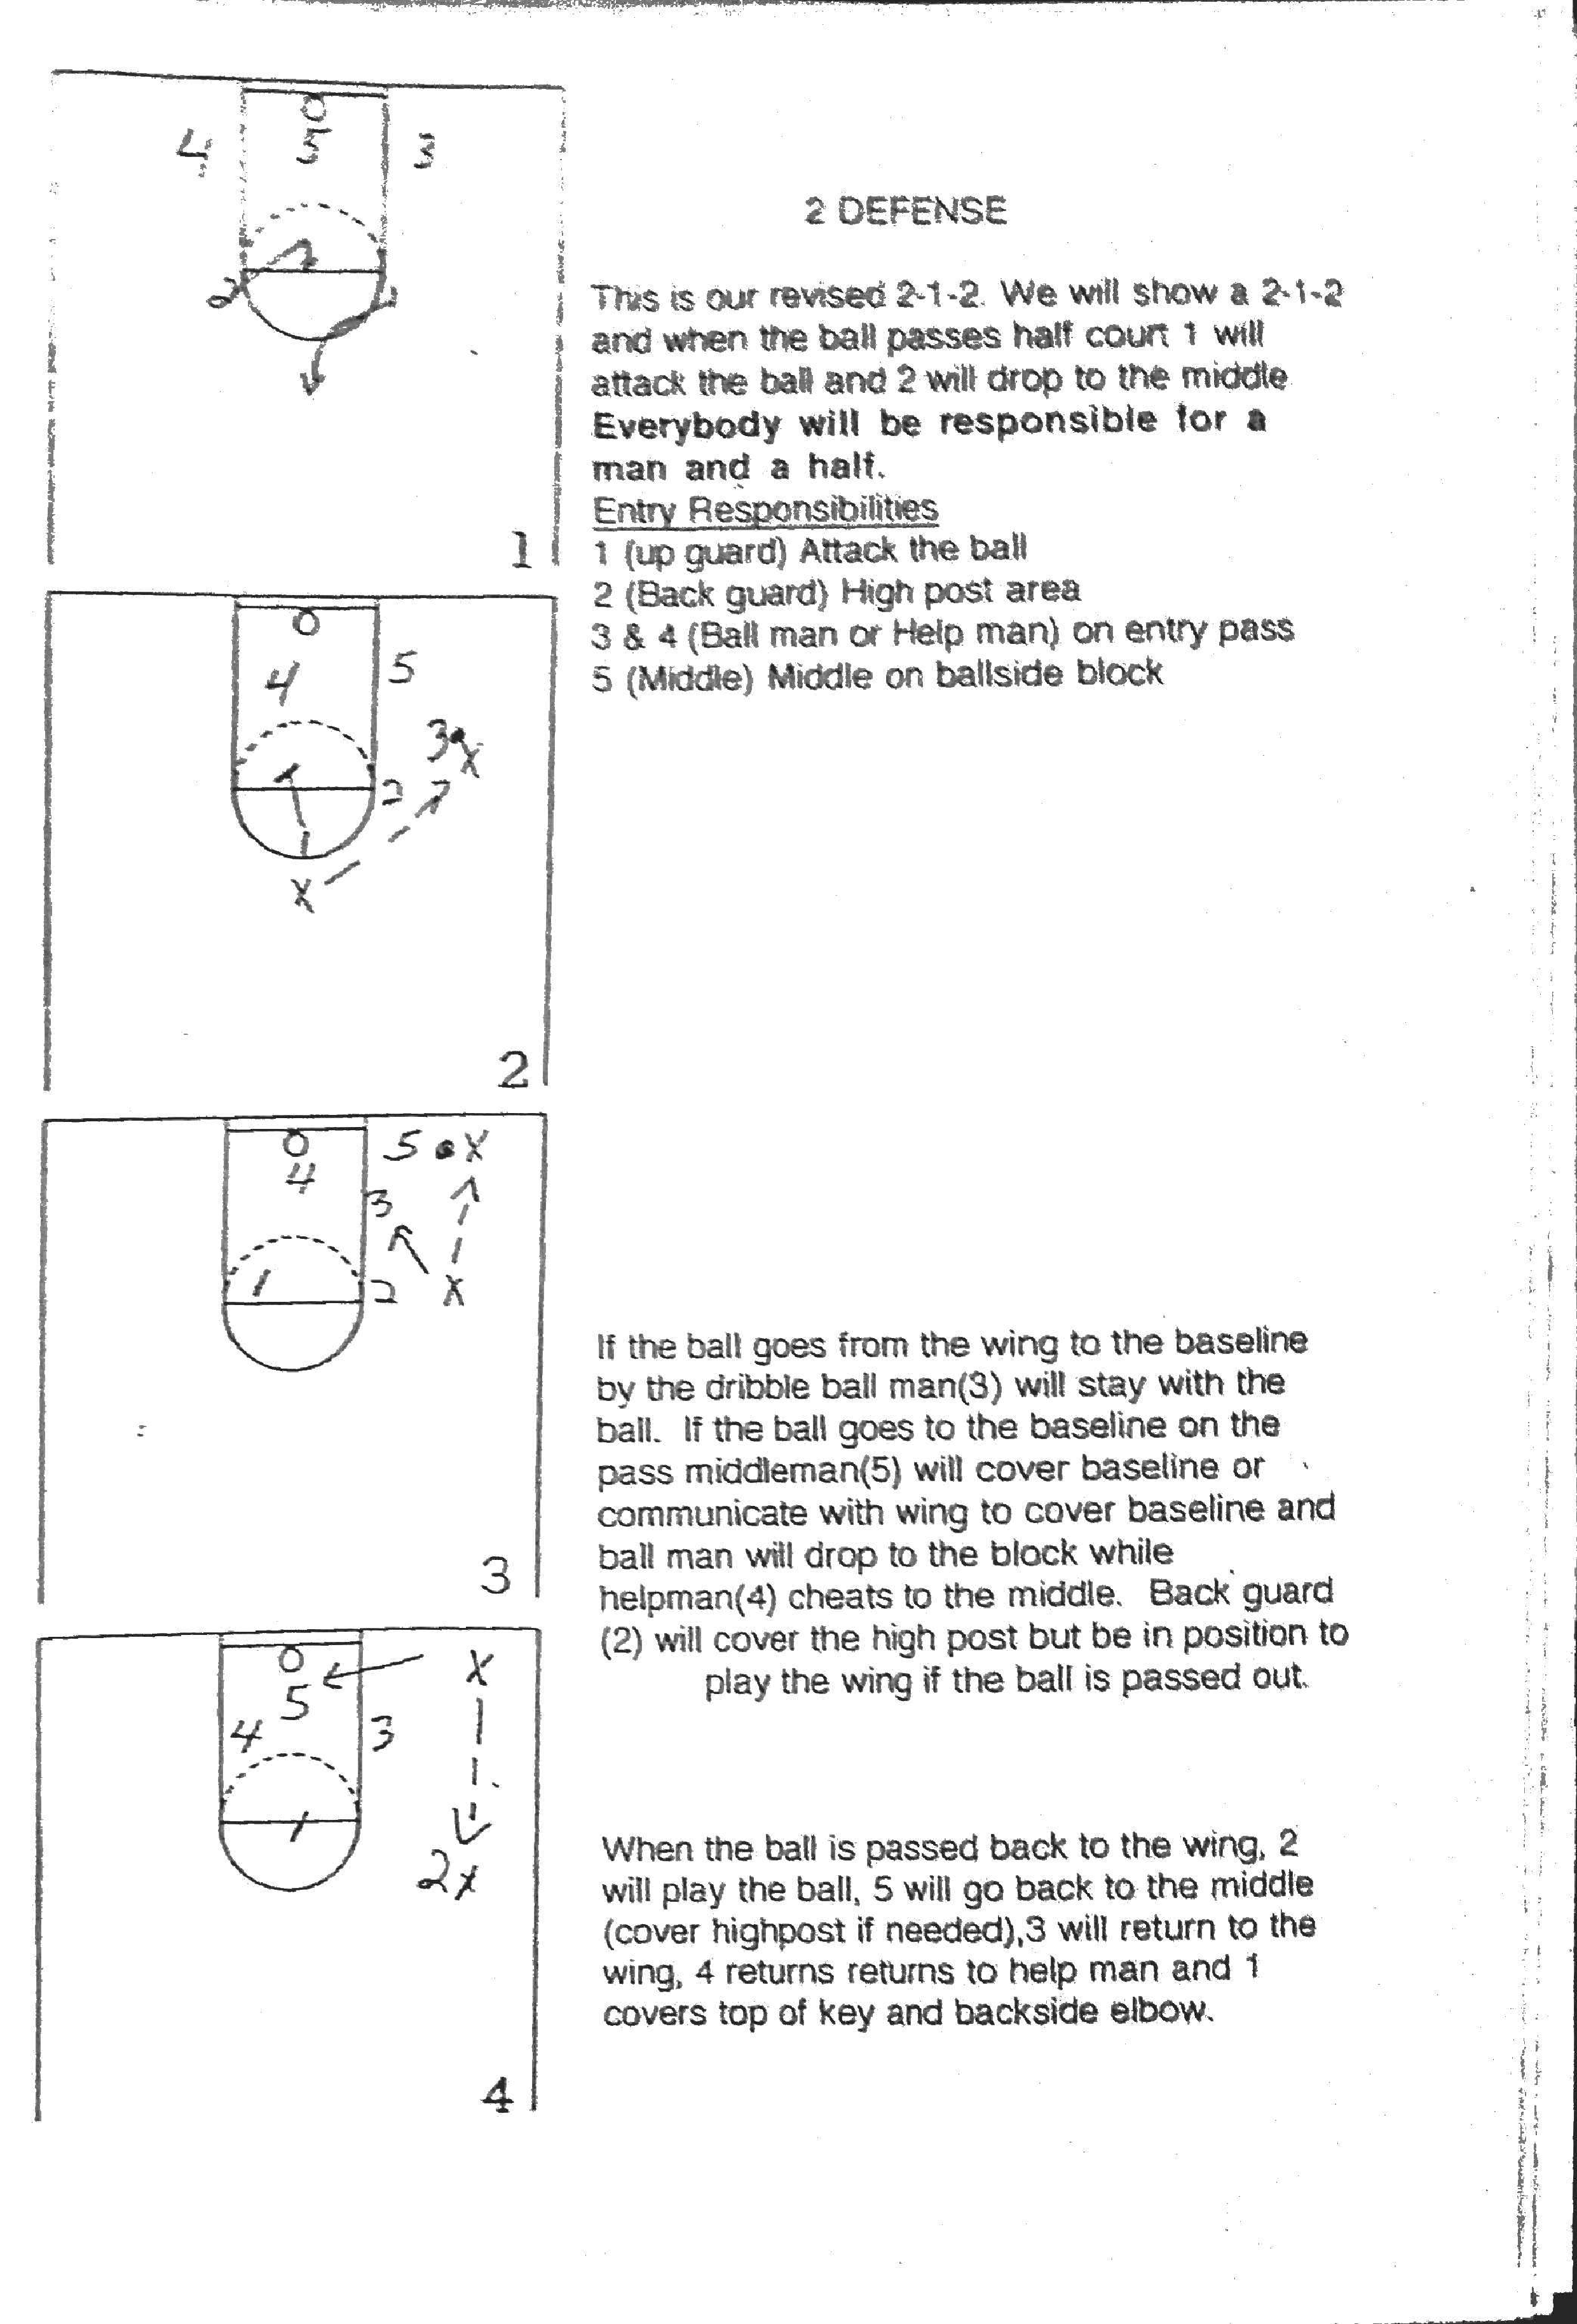 4 5 3
2 1
1
2 DEFENSE
This is our revised 2-1-2. We will show a 2-1-2
and when the ball passes half court 1 will
attack the ball and 2 will drop to the middle
Everybody will be responsible for a
man and a half.
Entry Responsibilities
1 (up guard) Attack the ball
2 (Back guard) High post area
3 & 4 (Ball man or Help man) on entry pass
5 (Middle) Middle on ballside block
4 5
3 X
1 2
X
2
5 X
4
3
1 2 X
3
If the ball goes from the wing to the baseline
by the dribble ball man(3) will stay with the
ball. If the ball goes to the baseline on the
pass middleman(5) will cover baseline or
communicate with wing to cover baseline and
ball man will drop to the block while
helpman(4) cheats to the middle. Back guard
(2) will cover the high post but be in position to
play the wing if the ball is passed out.
X
5
4 3
1
2 X
4
When the ball is passed back to the wing, 2
will play the ball, 5 will go back to the middle
(cover highpost if needed),3 will return to the
wing, 4 returns returns to help man and 1
covers top of key and backside elbow.